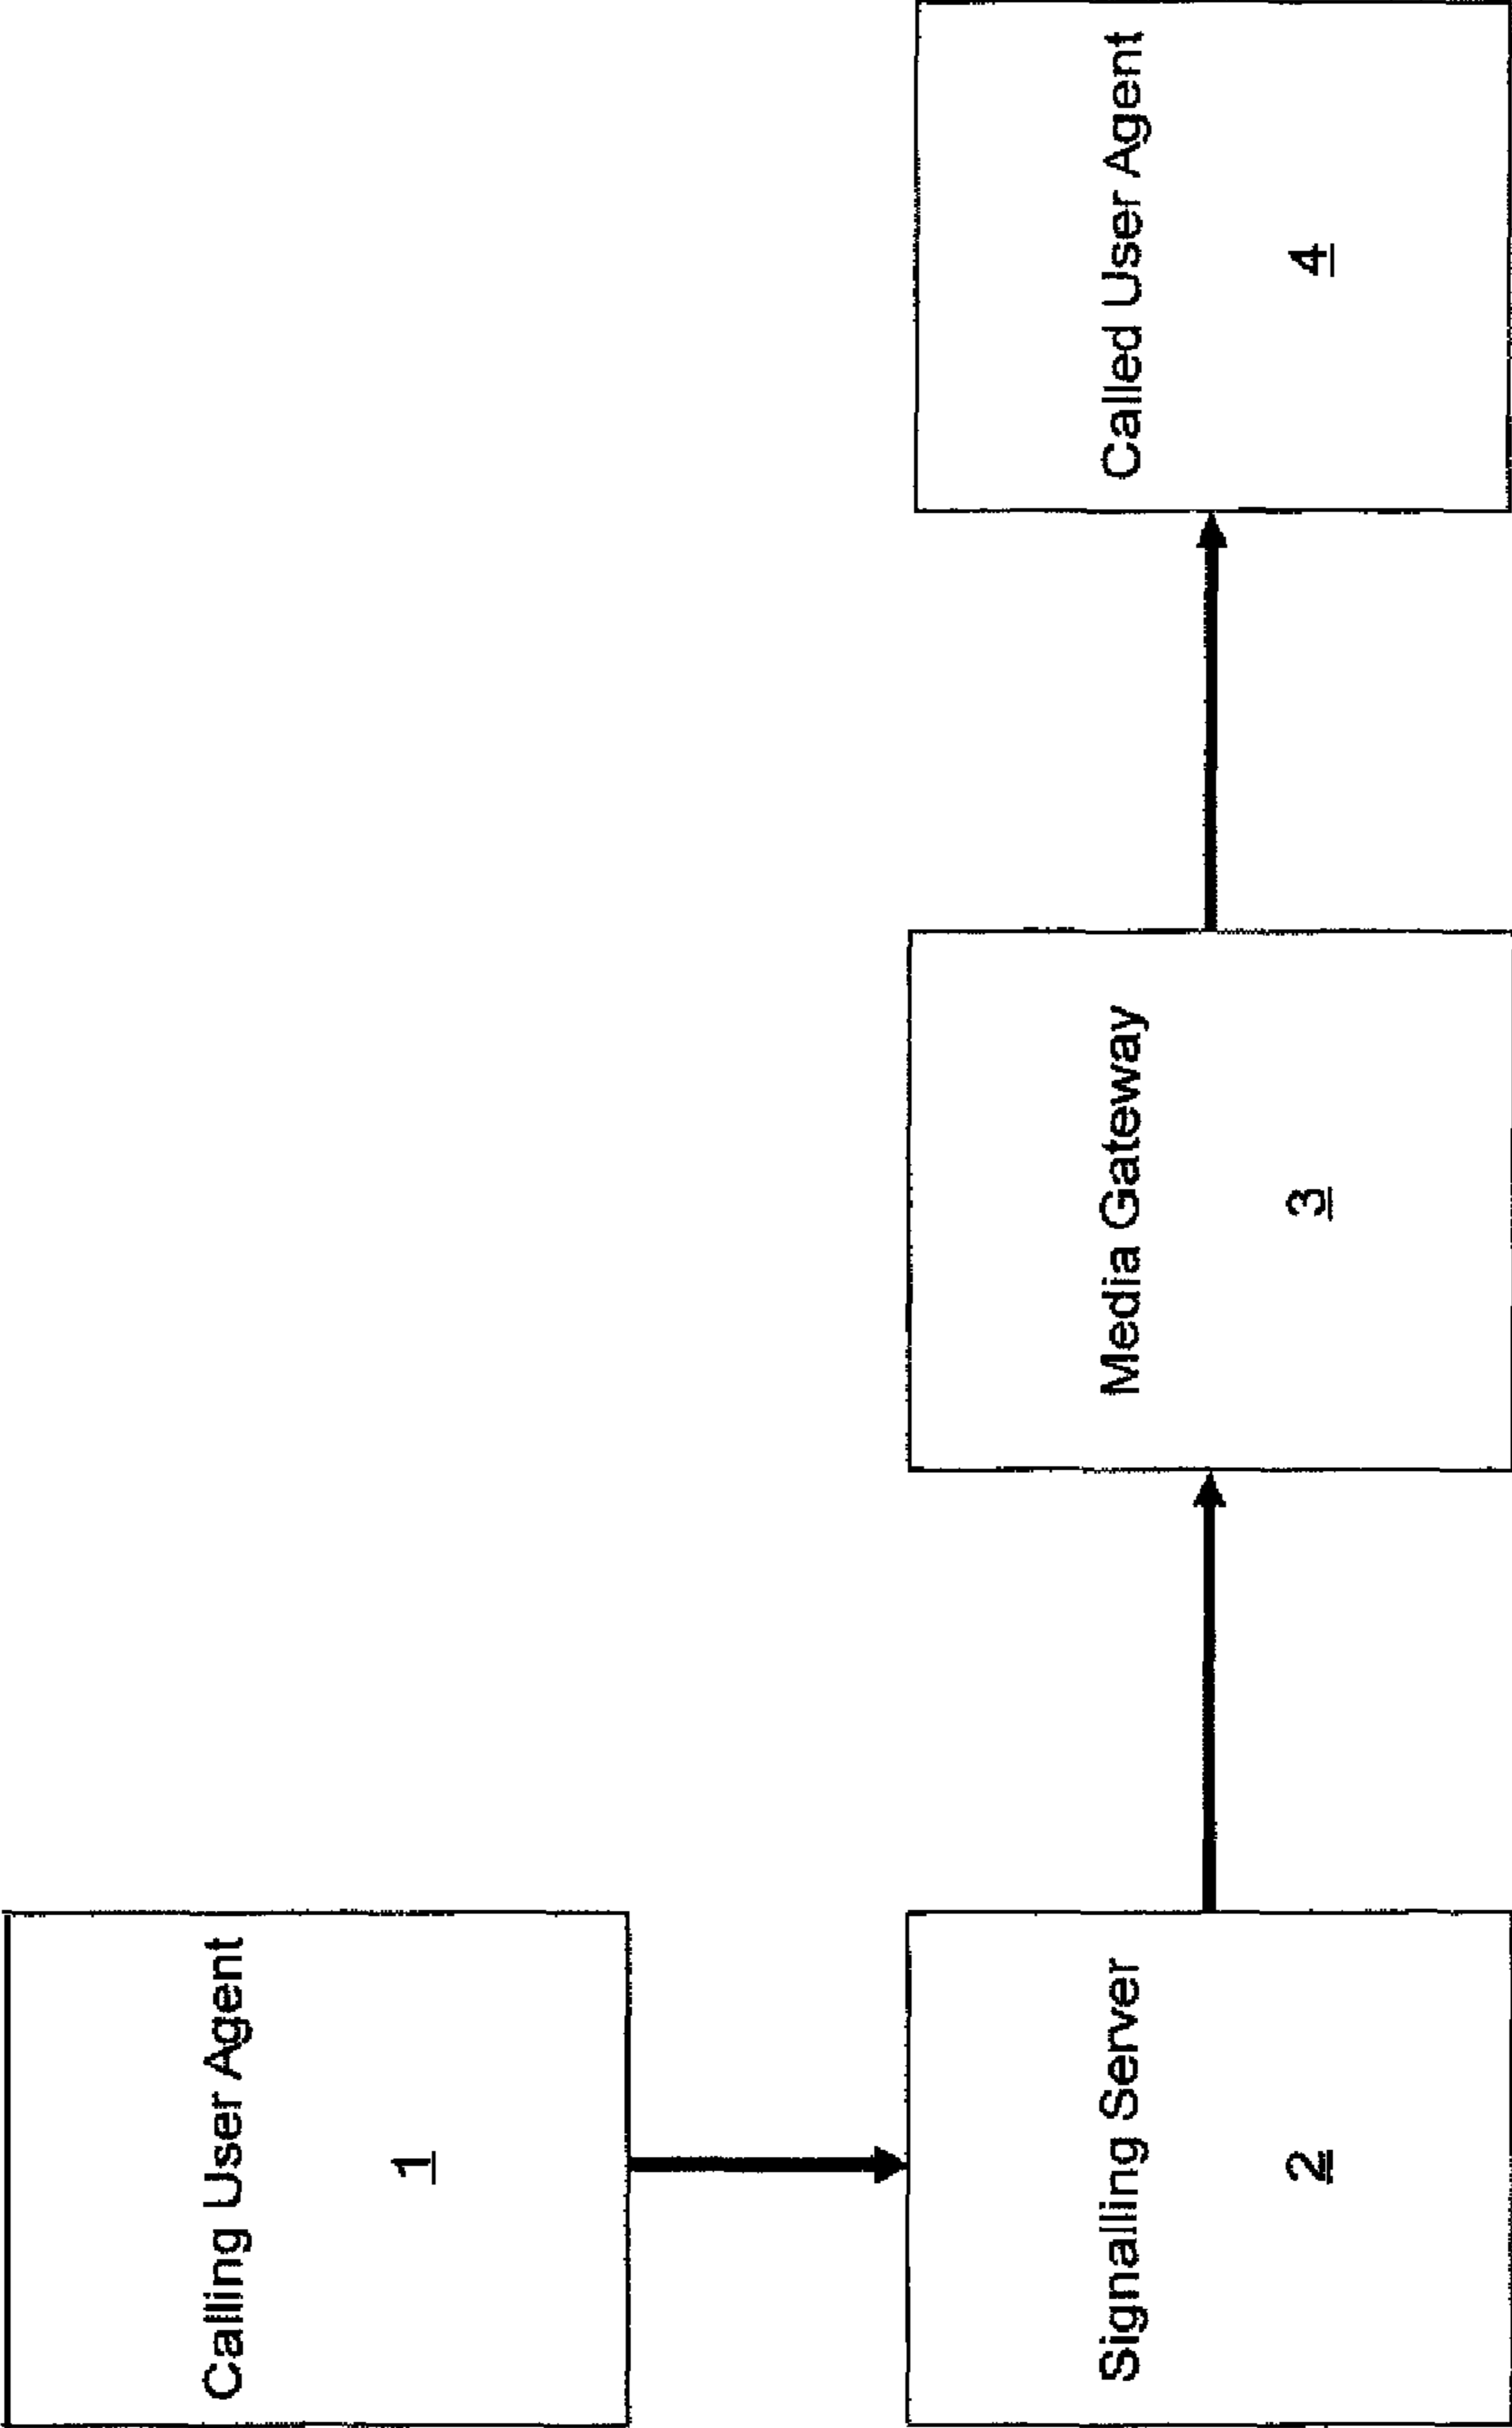 Calling User Agent
1
Signalling Server
2
Media Gateway
3
Called User Agent
4